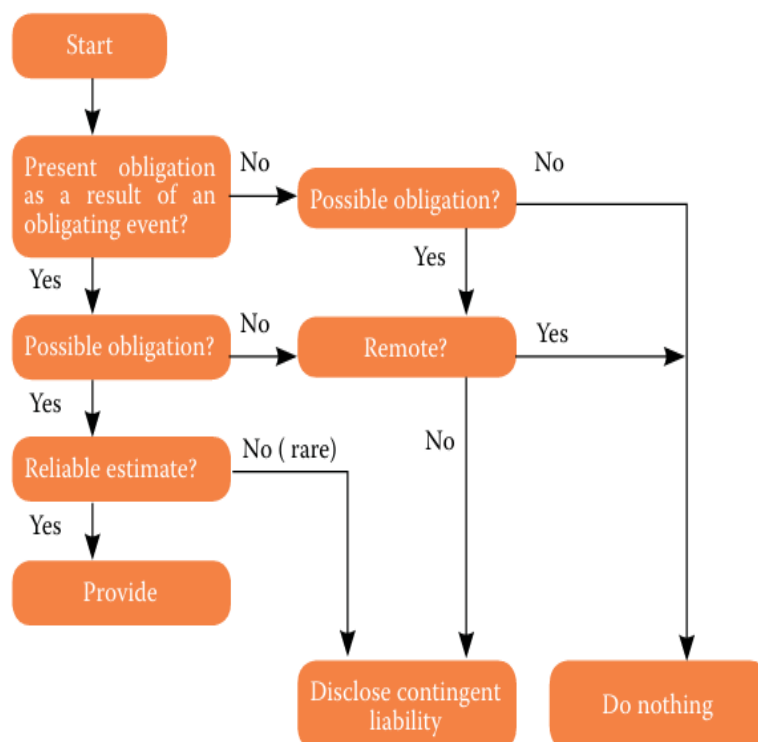 Start
Present obligation
as a result of an
obligating event?
No
Possible obligation?
No
Yes
Yes
Possible obligation?
No
Remote?
Yes
Yes
No
Reliable estimate?
No ( rare)
Yes
Provide
Disclose contingent
liability
Do nothing